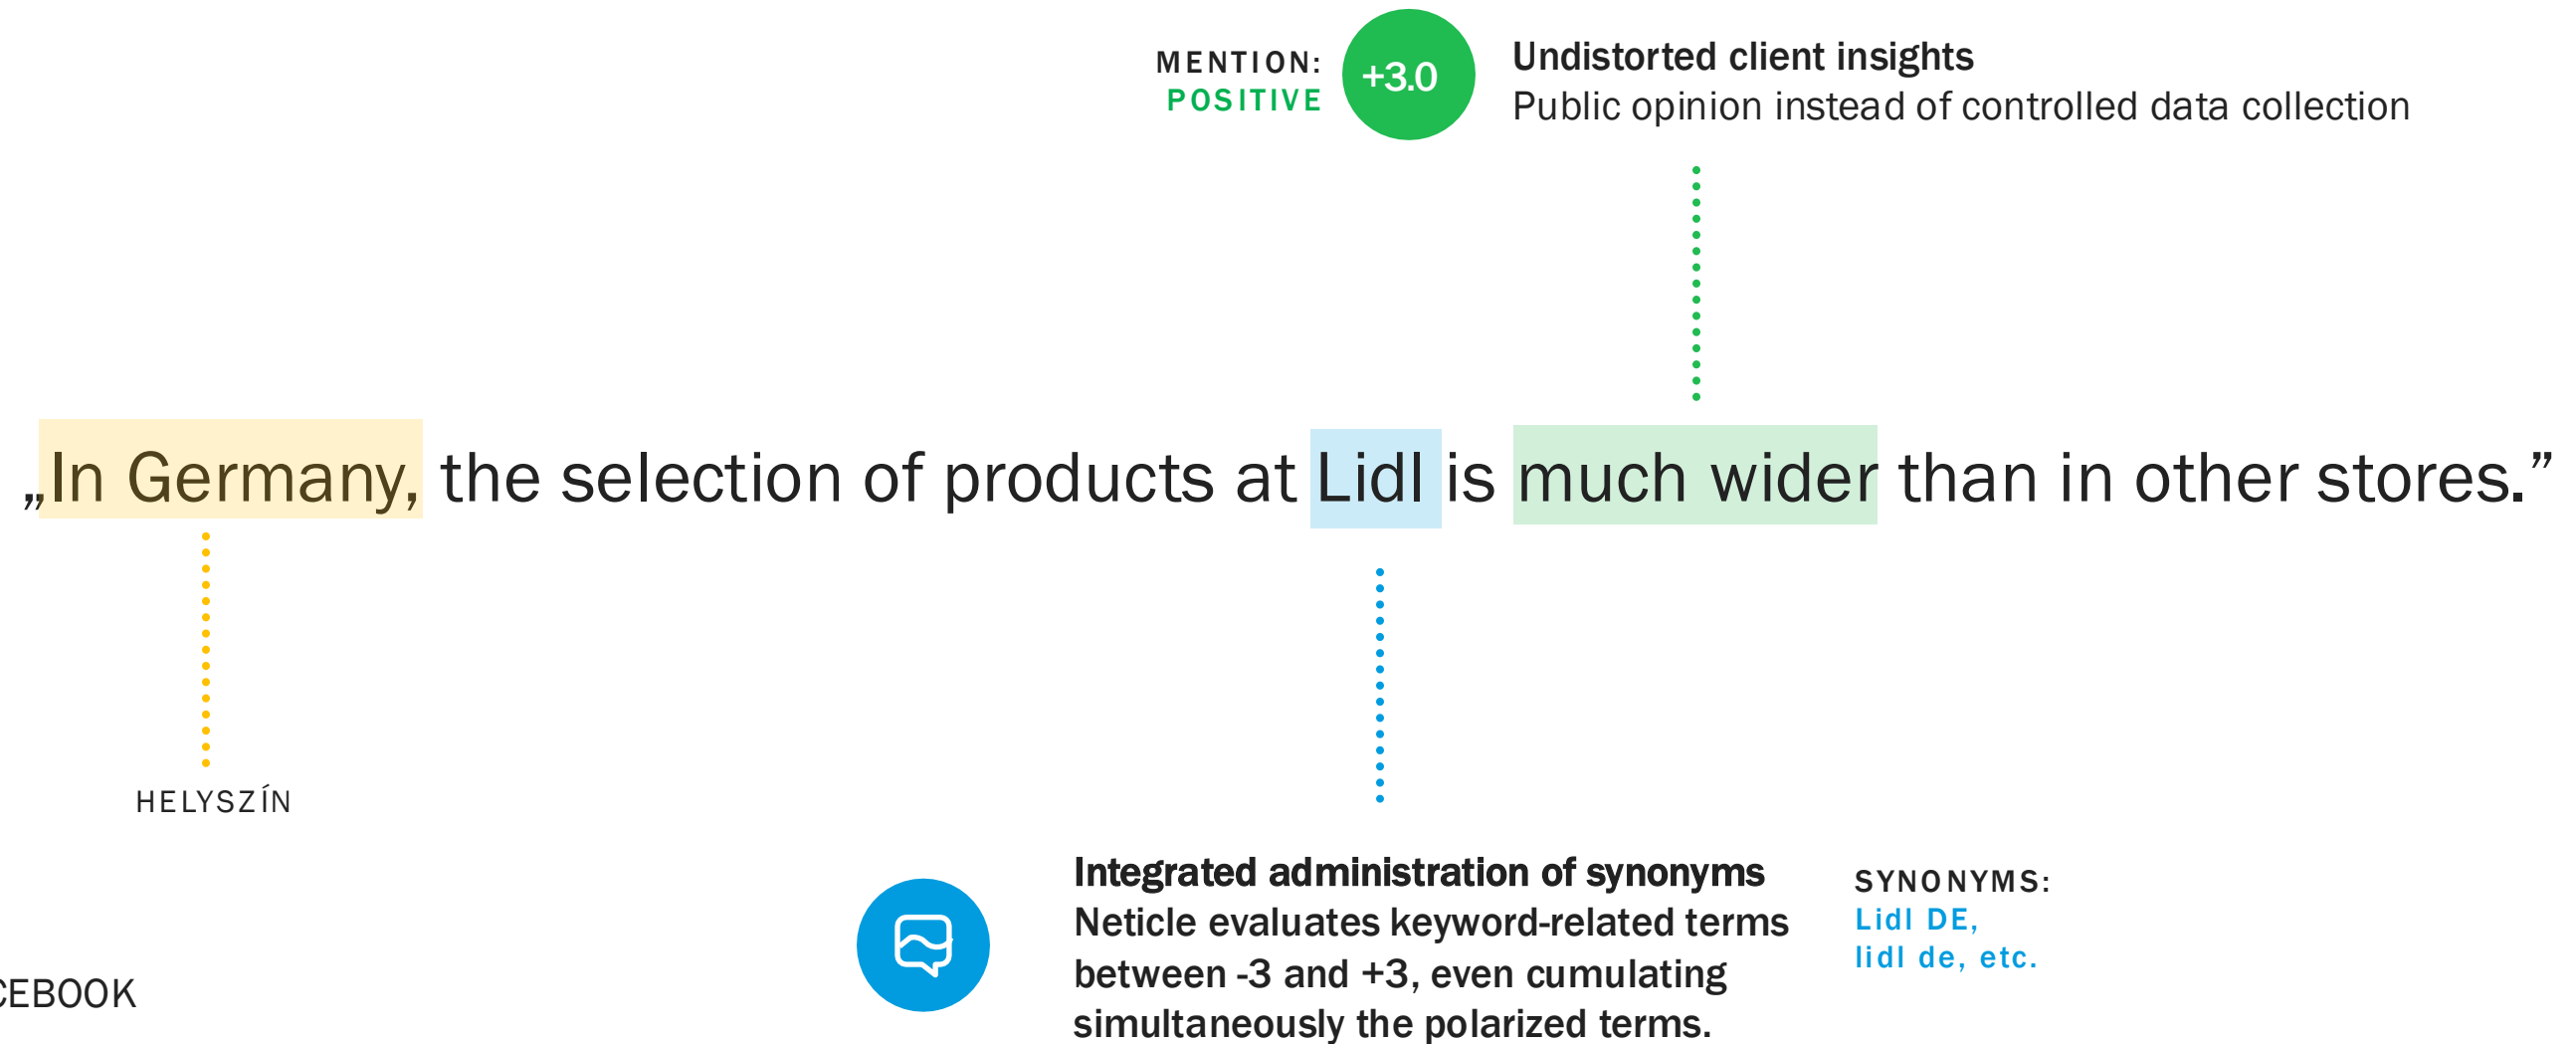 MENTION:
POSITIVE
+3.0
Undistorted client insights
Public opinion instead of controlled data collection
„In Germany, the selection of products at Lidl is much wider than in other stores.”
HELYSZÍN
Integrated administration of synonyms
Neticle evaluates keyword-related terms
between -3 and +3, even cumulating
simultaneously the polarized terms.
SYNONYMS:
Lidl DE,
lidl de, etc.
CEBOOK